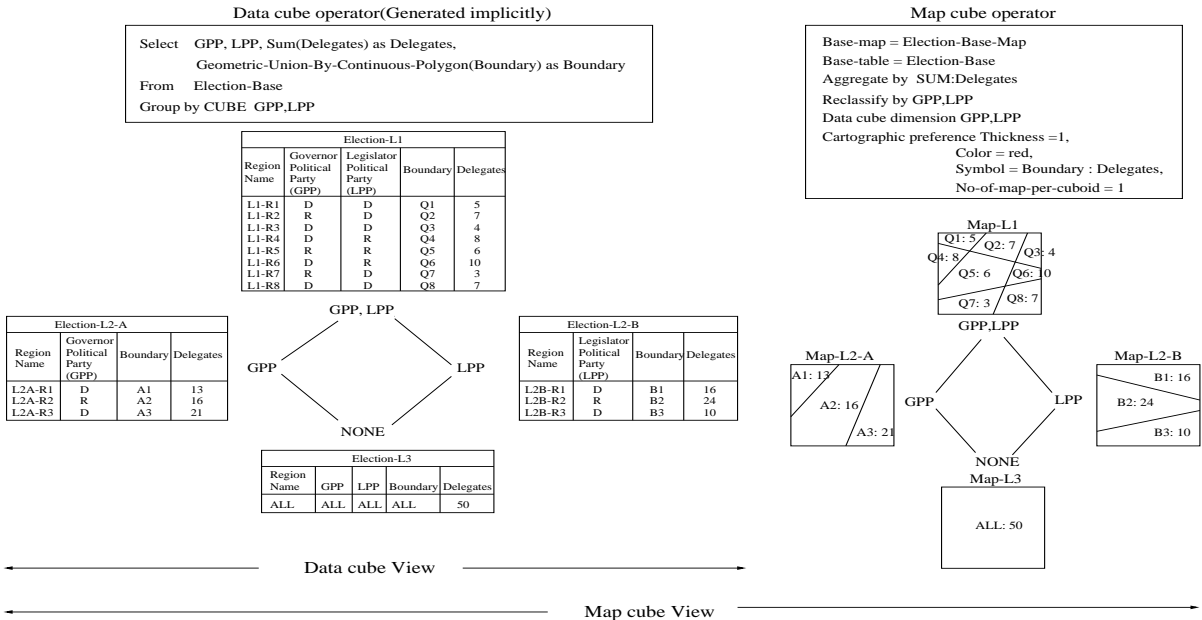 Data cube operator(Generated implicitly)
Select GPP, LPP, Sum(Delegates) as Delegates,
Geometric-Union-By-Continuous-Polygon(Boundary) as Boundary
From Election-Base
Group by CUBE GPP,LPP
Election-L1
Region Name Governor Political Party (GPP) Legislator Political Party (LPP) Boundary Delegates
L1-R1 D D Q1 5
L1-R2 R D Q2 7
L1-R3 D D Q3 4
L1-R4 D R Q4 8
L1-R5 R R Q5 6
L1-R6 D R Q6 10
L1-R7 R D Q7 3
L1-R8 D D Q8 7
GPP, LPP
GPP
LPP
NONE
Election-L2-A
Region Name Governor Political Party (GPP) Boundary Delegates
L2A-R1 D A1 13
L2A-R2 R A2 16
L2A-R3 D A3 21
Election-L2-B
Region Name Legislator Political Party (LPP) Boundary Delegates
L2B-R1 D B1 16
L2B-R2 R B2 24
L2B-R3 D B3 10
Election-L3
Region Name GPP LPP Boundary Delegates
ALL ALL ALL ALL 50
Data cube View
Map cube operator
Base-map = Election-Base-Map
Base-table = Election-Base
Aggregate by SUM:Delegates
Reclassify by GPP,LPP
Data cube dimension GPP,LPP
Cartographic preference Thickness =1,
Color = red,
Symbol = Boundary : Delegates,
No-of-map-per-cuboid = 1
Map-L1
Q1: 5
Q2: 7
Q3: 4
Q4: 8
Q5: 6
Q6: 10
Q7: 3
Q8: 7
GPP,LPP
Map-L2-A
A1: 13
A2: 16
A3: 21
GPP
LPP
Map-L2-B
B1: 16
B2: 24
B3: 10
NONE
Map-L3
ALL: 50
Map cube View